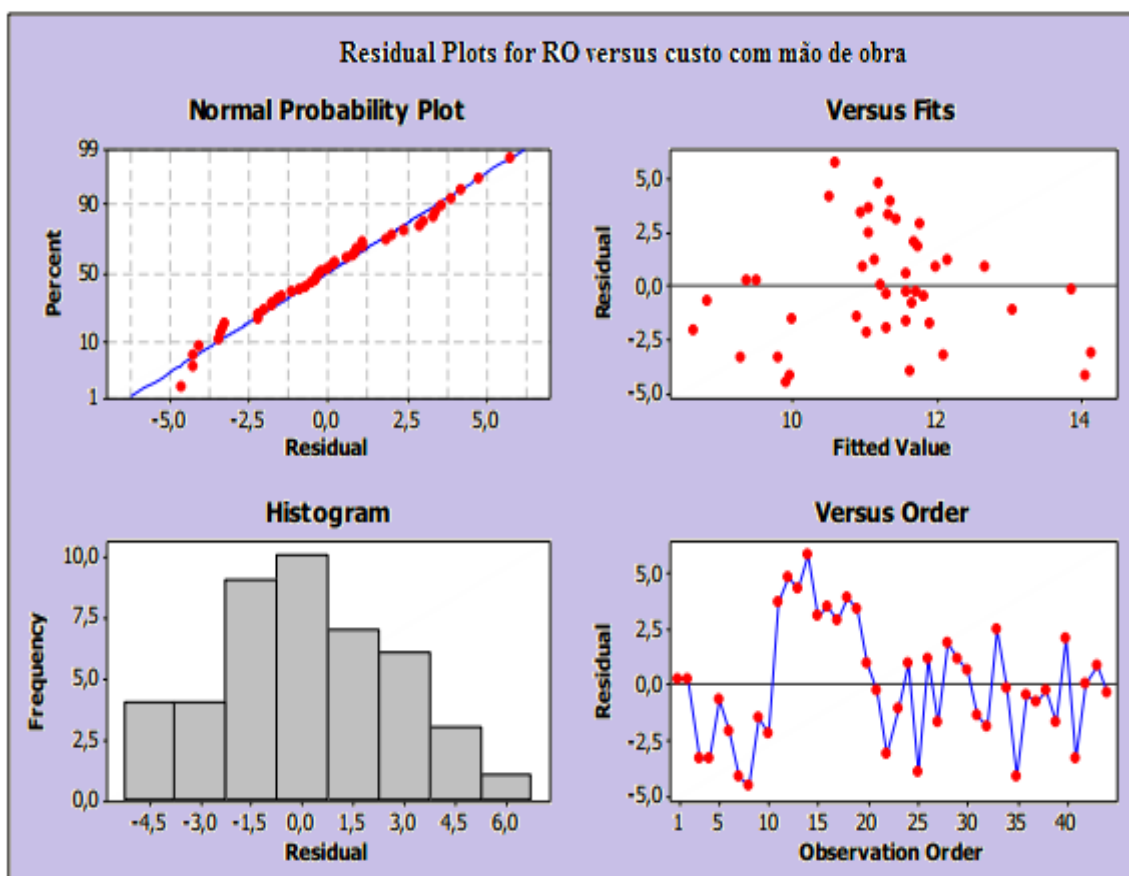 Residual Plots for RO versus custo com mão de obra
Normal Probability Plot
99
90
50
10
1
Percent
-5,0 -2,5 0,0 2,5 5,0
Residual
Versus Fits
5,0
2,5
0,0
-2,5
-5,0
Residual
10 12 14
Fitted Value
Histogram
10,0
7,5
5,0
2,5
0,0
Frequency
-4,5 -3,0 -1,5 0,0 1,5 3,0 4,5 6,0
Residual
Versus Order
5,0
2,5
0,0
-2,5
-5,0
Residual
1 5 10 15 20 25 30 35 40
Observation Order